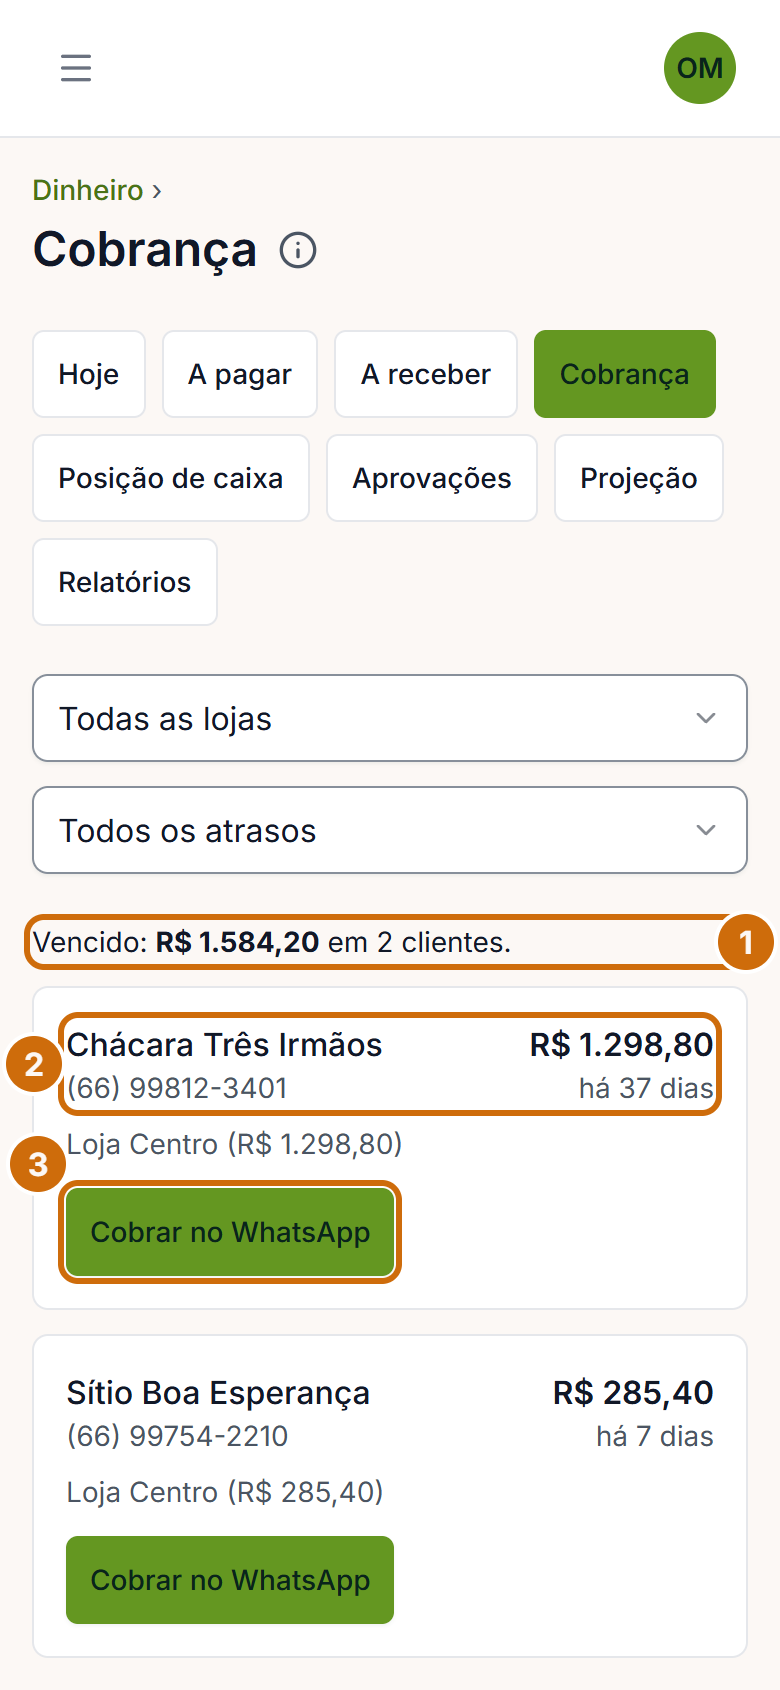 OM
Dinheiro ›
Cobrança
Hoje
A pagar
A receber
Cobrança
Posição de caixa
Aprovações
Projeção
Relatórios
Todas as lojas
Todos os atrasos
Vencido: R$ 1.584,20 em 2 clientes.
1
2
Chácara Três Irmãos
R$ 1.298,80
(66) 99812-3401
há 37 dias
3
Loja Centro (R$ 1.298,80)
Cobrar no WhatsApp
Sítio Boa Esperança
R$ 285,40
(66) 99754-2210
há 7 dias
Loja Centro (R$ 285,40)
Cobrar no WhatsApp